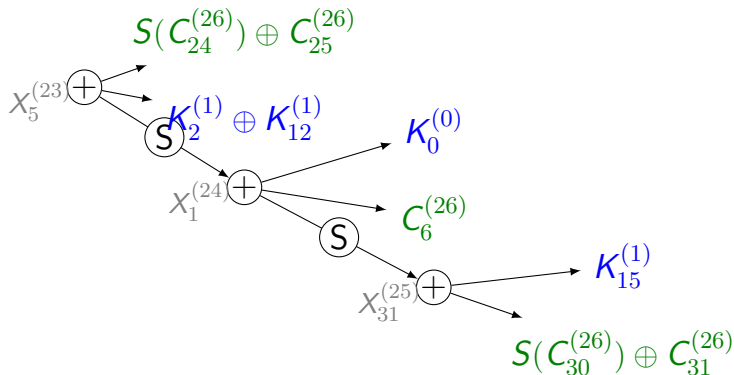 S(C_{24}^{(26)}) ⊕ C_{25}^{(26)}
+
X_5^{(23)}
K_2^{(1)} ⊕ K_{12}^{(1)}
S
K_0^{(0)}
+
X_1^{(24)}
C_6^{(26)}
S
K_{15}^{(1)}
+
X_{31}^{(25)}
S(C_{30}^{(26)}) ⊕ C_{31}^{(26)}